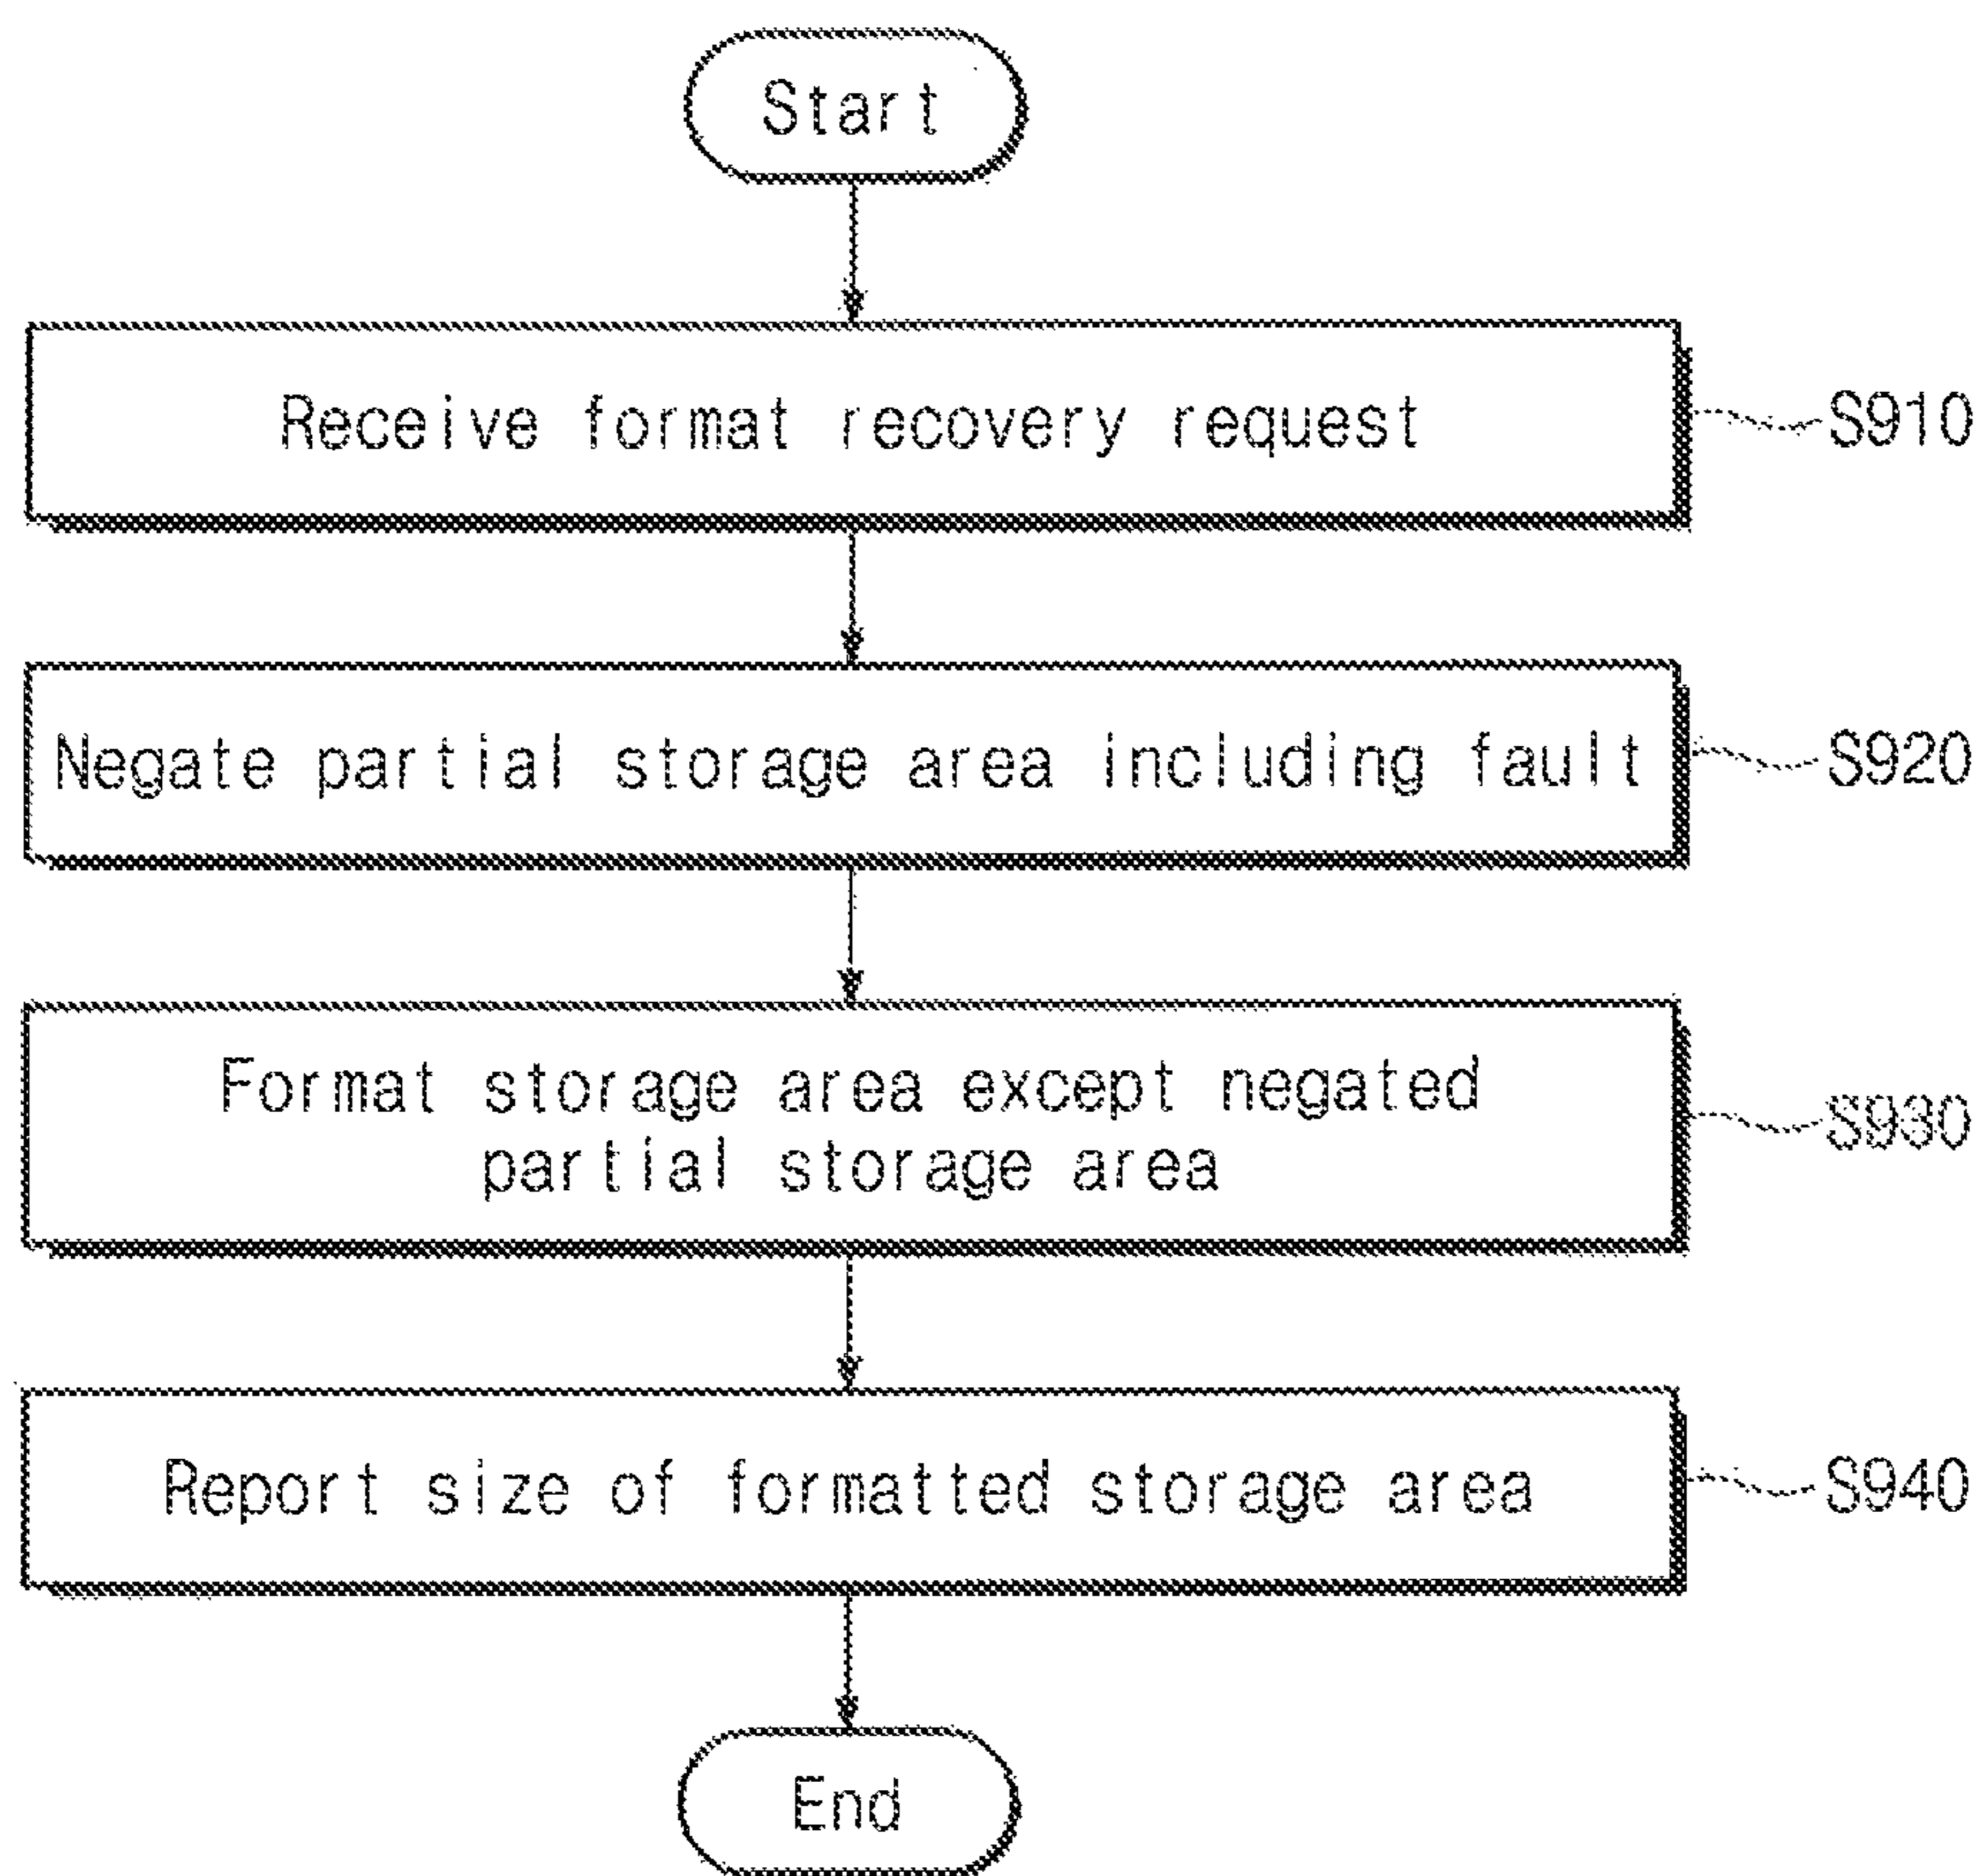 Start
Receive format recovery request
S910
Negate partial storage area including fault
S920
Format storage area except negated
partial storage area
S930
Report size of formatted storage area
S940
End